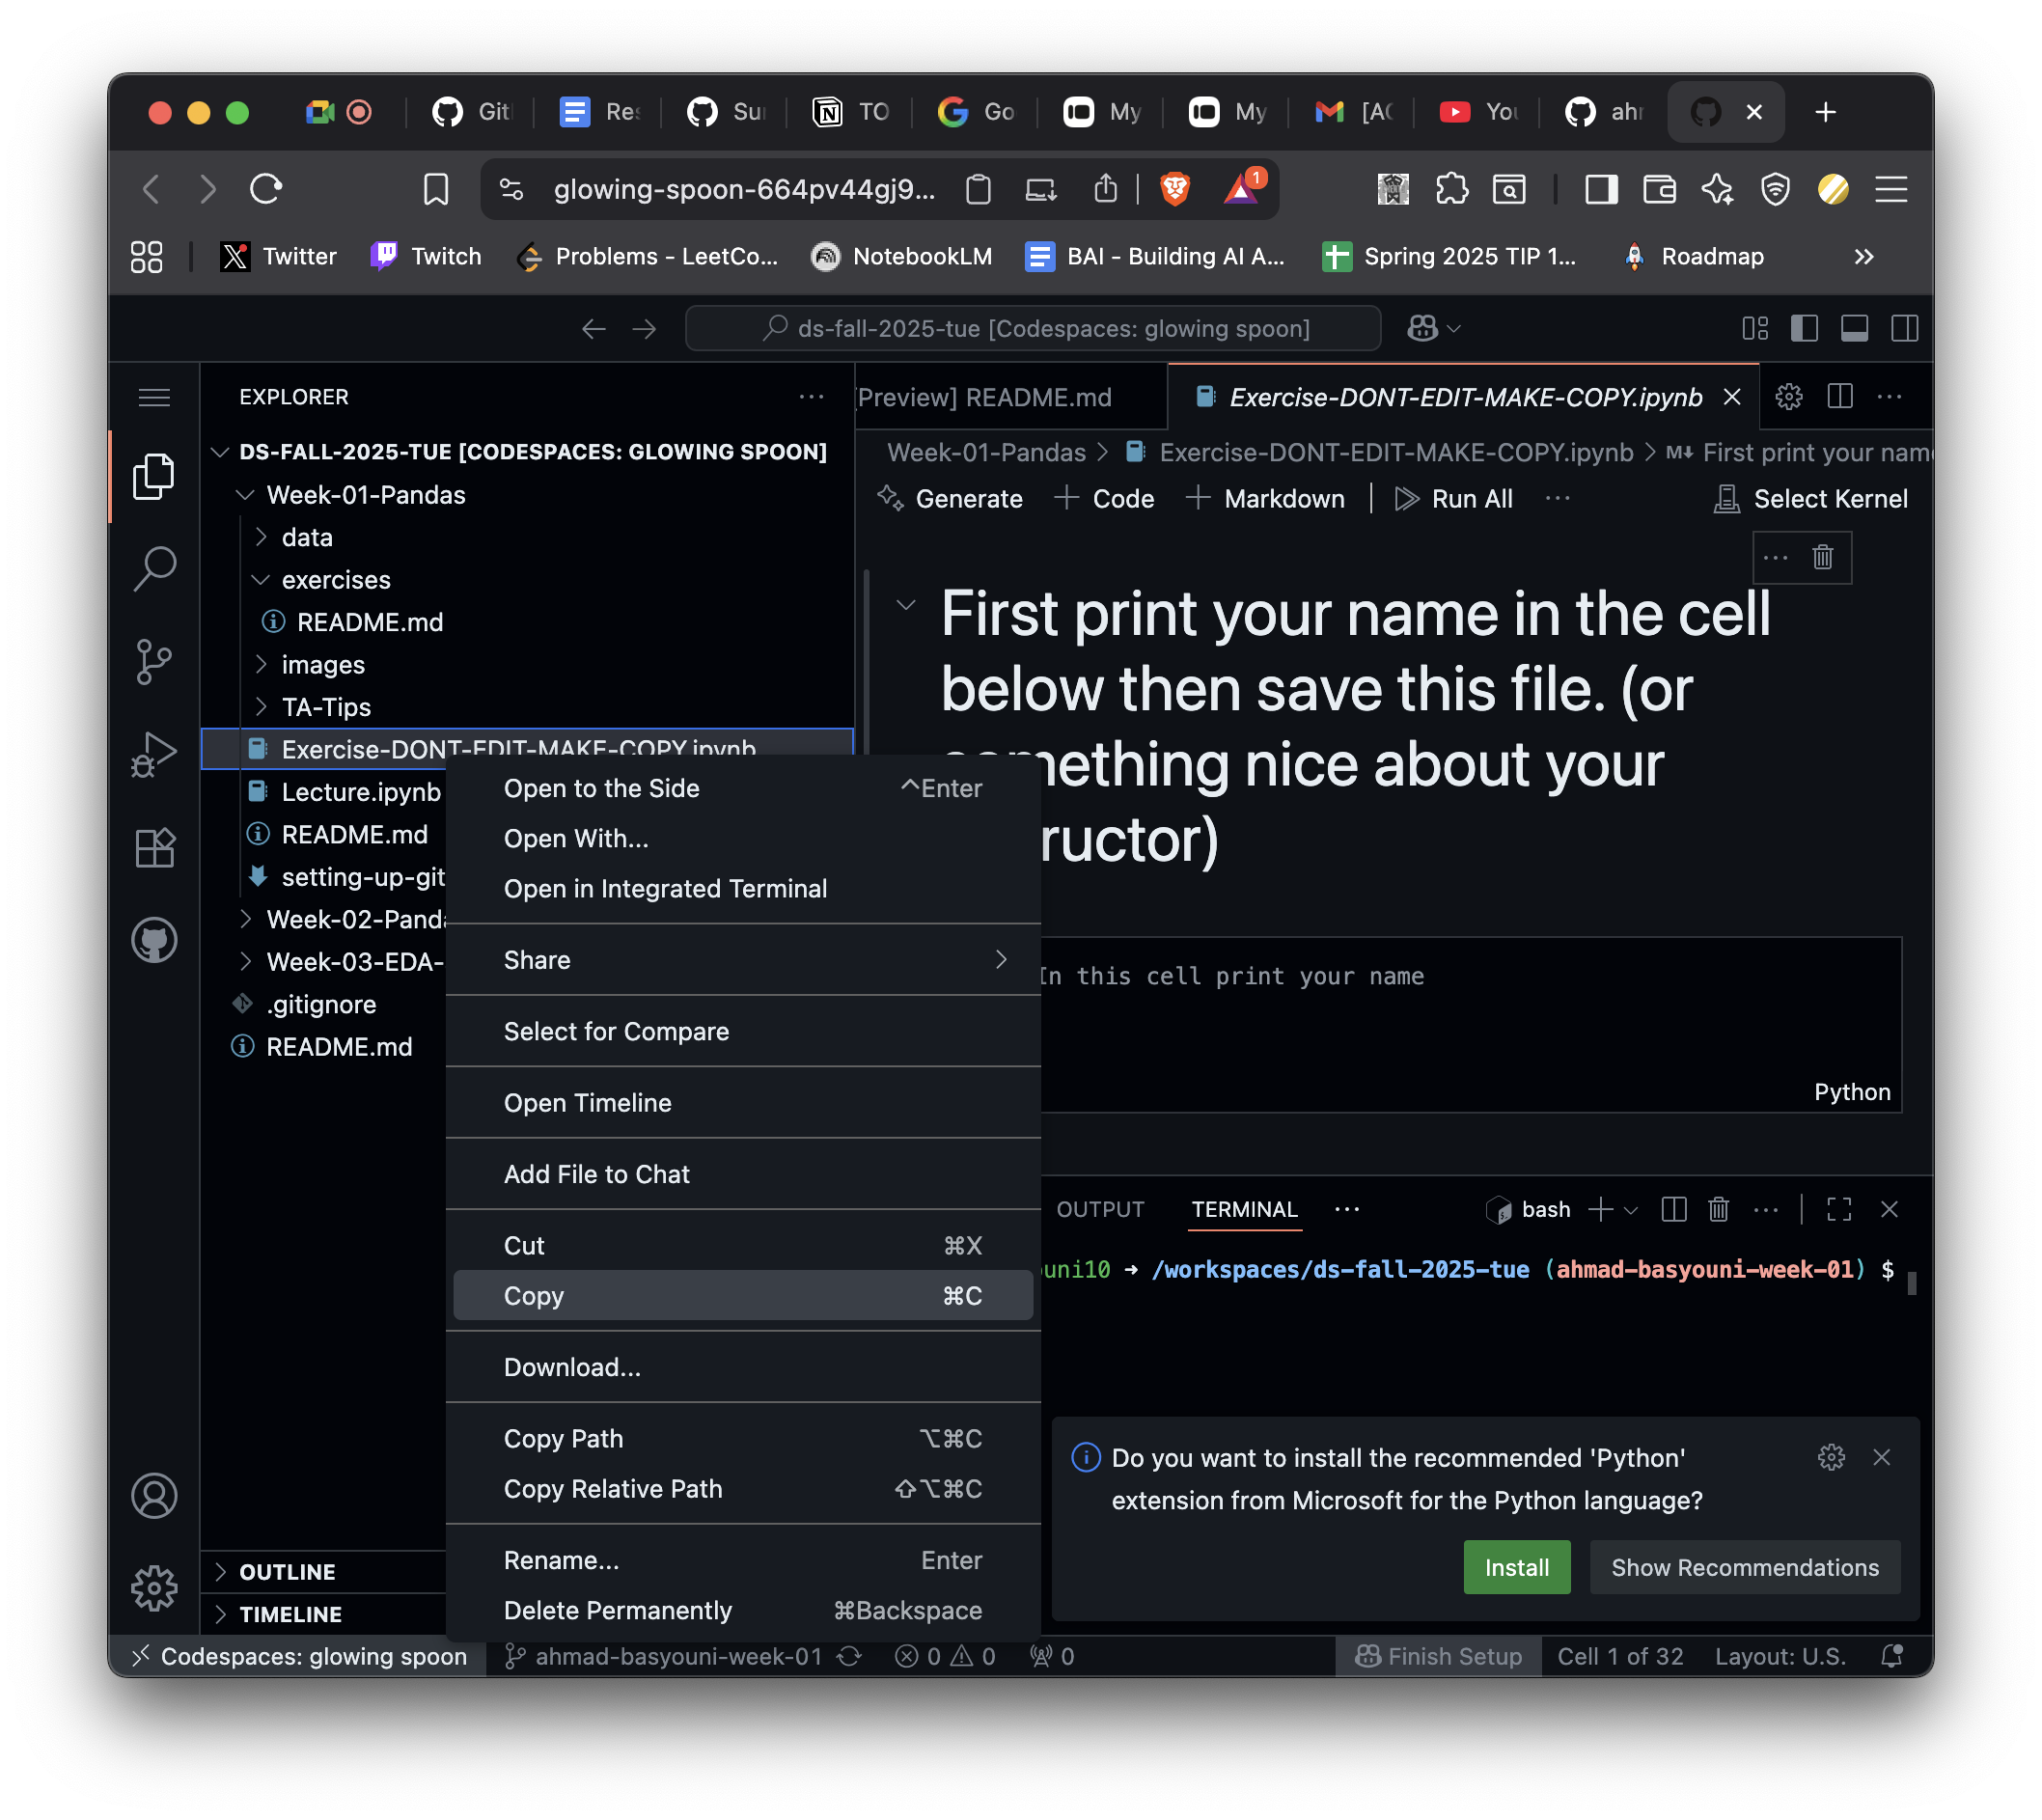 Git
Res
Su
TO
Go
My
My
[AC
You
ahr
glowing-spoon-664pv44gj9...
1
Twitter
Twitch
Problems - LeetCo...
NotebookLM
BAI - Building AI A...
Spring 2025 TIP 1...
Roadmap
ds-fall-2025-tue [Codespaces: glowing spoon]
EXPLORER
DS-FALL-2025-TUE [CODESPACES: GLOWING SPOON]
Week-01-Pandas
data
exercises
README.md
images
TA-Tips
Exercise-DONT-EDIT-MAKE-COPY.ipynb
Lecture.ipynb
README.md
setting-up-git
Week-02-Panda
Week-03-EDA-
.gitignore
README.md
OUTLINE
TIMELINE
[Preview] README.md
Exercise-DONT-EDIT-MAKE-COPY.ipynb
Week-01-Pandas > Exercise-DONT-EDIT-MAKE-COPY.ipynb > M↓ First print your name
Generate + Code + Markdown | Run All ... Select Kernel
First print your name in the cell
below then save this file. (or
something nice about your
ructor)
In this cell print your name
Python
Open to the Side ^Enter
Open With...
Open in Integrated Terminal
Share
Select for Compare
Open Timeline
Add File to Chat
Cut ⌘X
Copy ⌘C
Download...
Copy Path ⌥⌘C
Copy Relative Path ⇧⌥⌘C
Rename... Enter
Delete Permanently ⌘Backspace
OUTPUT TERMINAL ... bash
ouni10 → /workspaces/ds-fall-2025-tue (ahmad-basyouni-week-01) $
Do you want to install the recommended 'Python'
extension from Microsoft for the Python language?
Install
Show Recommendations
Codespaces: glowing spoon ahmad-basyouni-week-01 0 0 0 Finish Setup Cell 1 of 32 Layout: U.S.